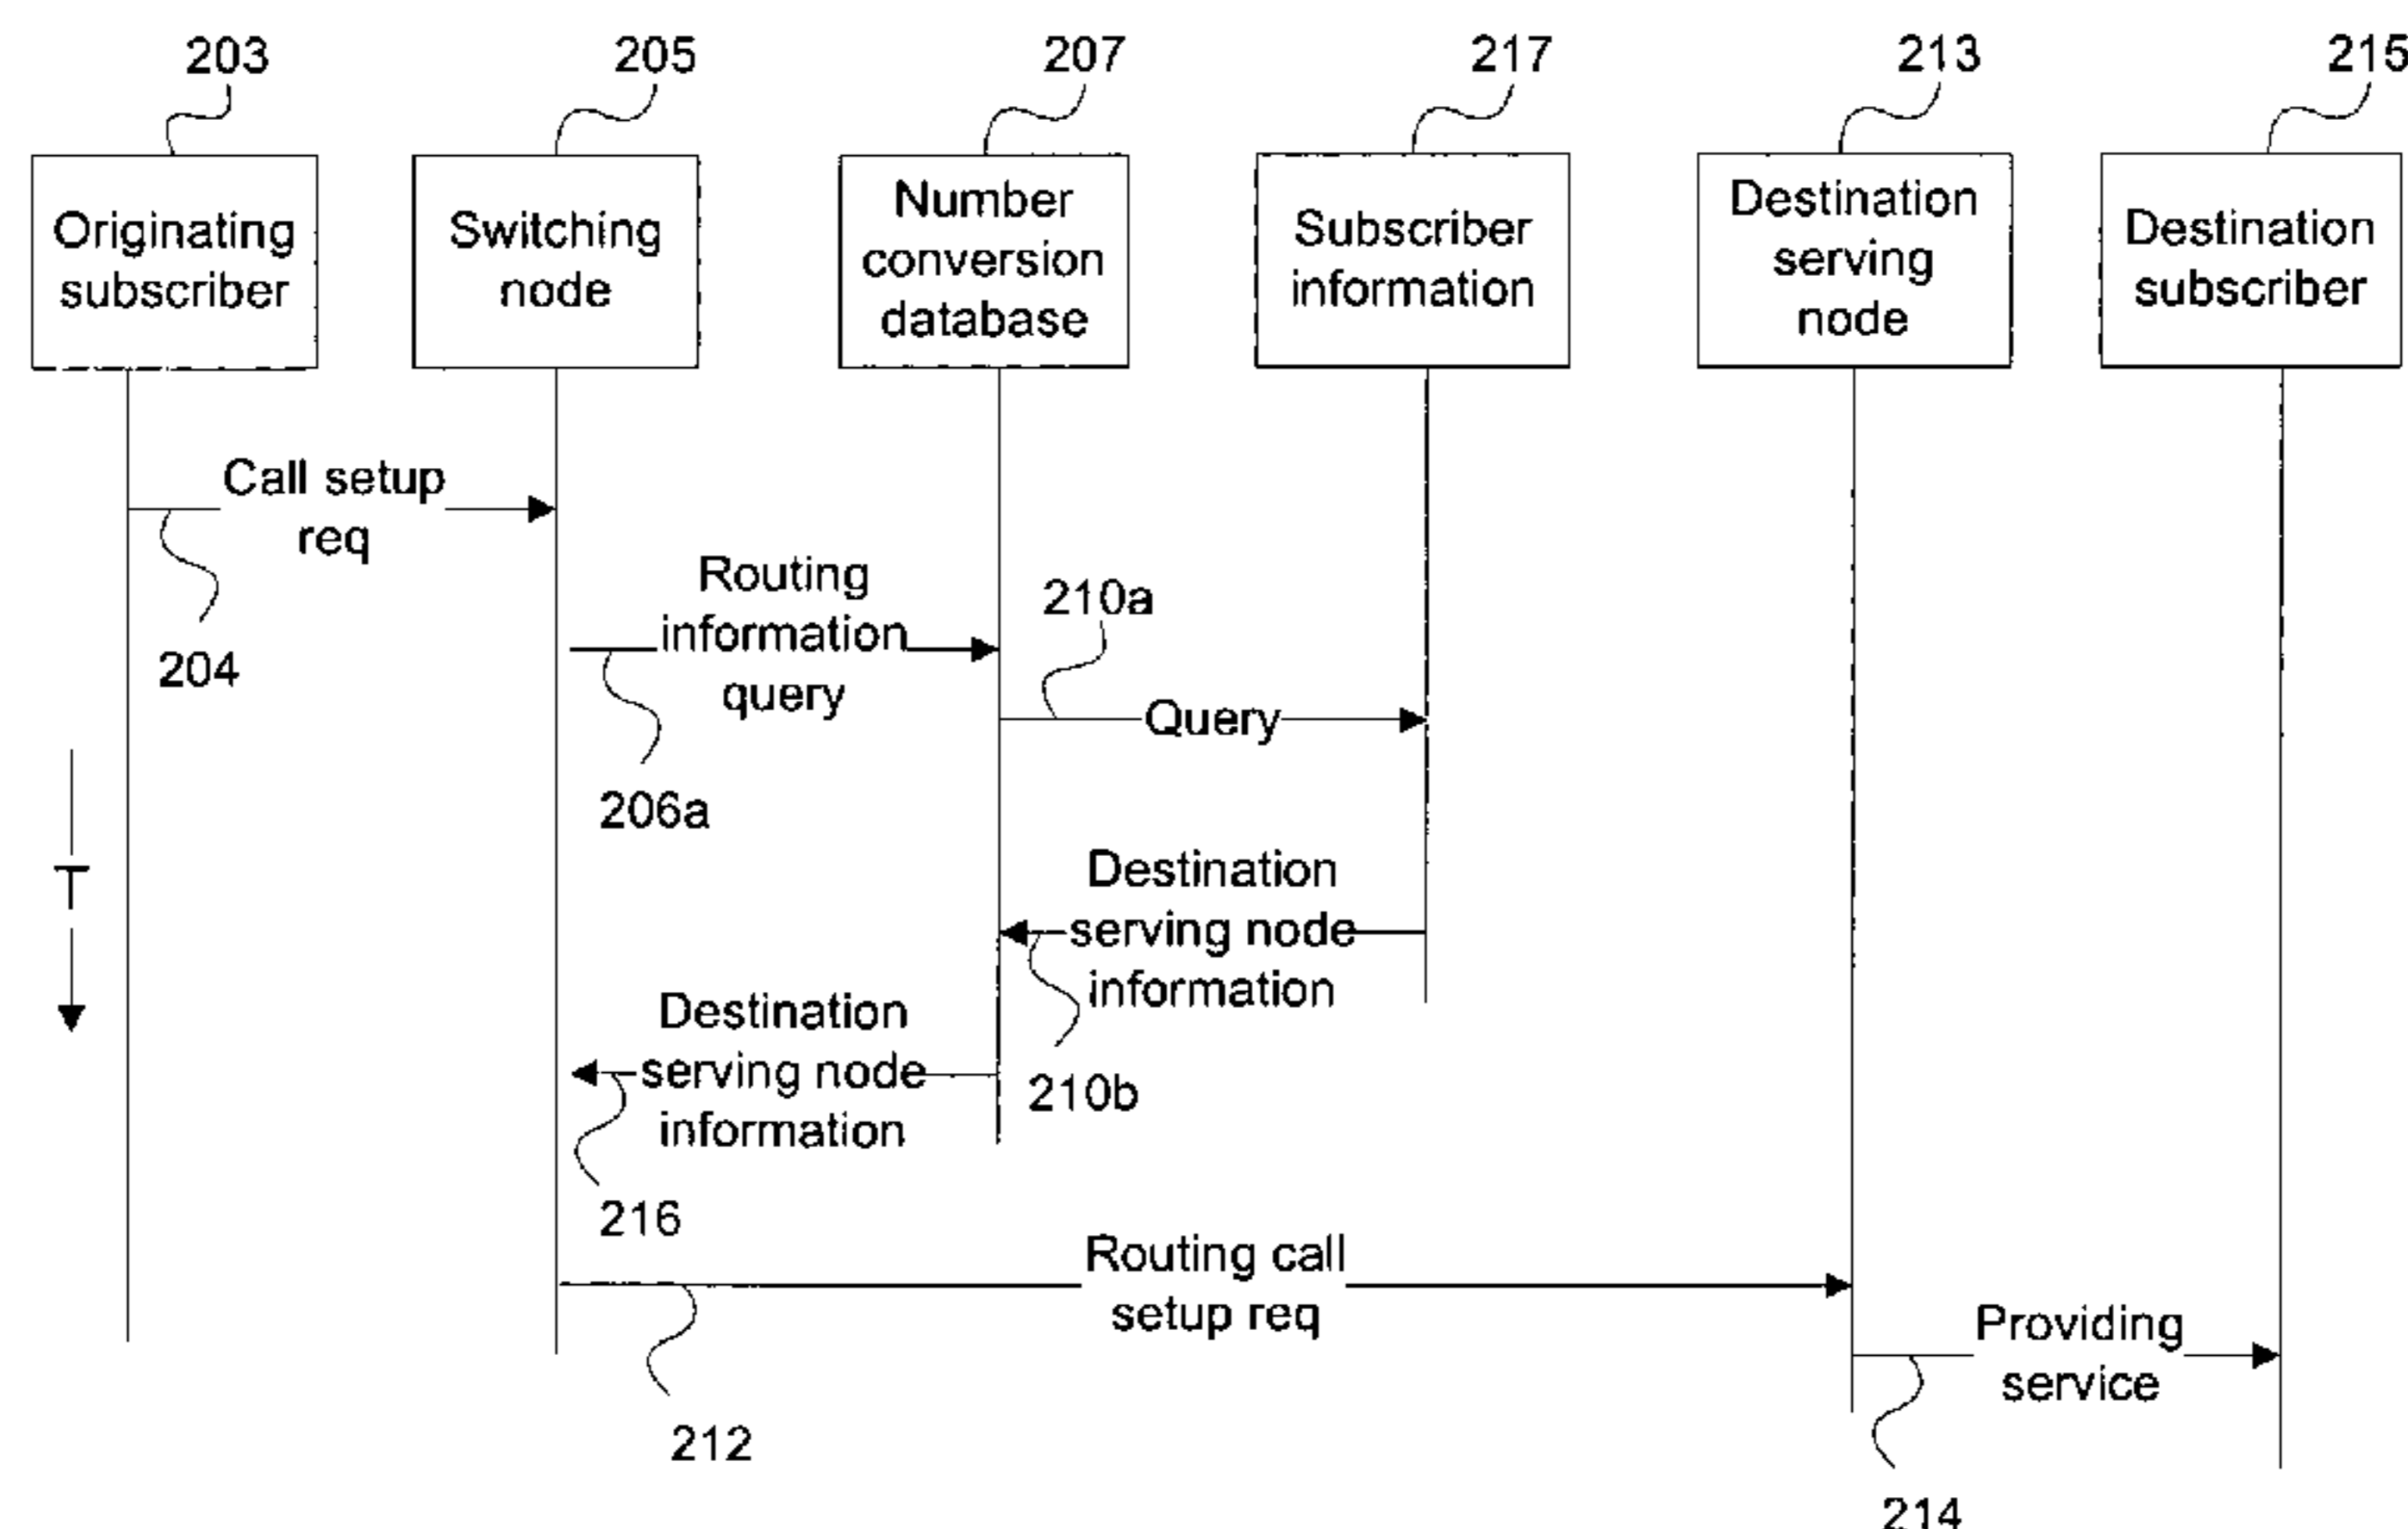 203
205
207
217
213
215
Originating
subscriber
Switching
node
Number
conversion
database
Subscriber
information
Destination
serving
node
Destination
subscriber
Call setup
req
204
Routing
information
query
206a
210a
Query
T
Destination
serving node
information
210b
Destination
serving node
information
216
Routing call
setup req
212
Providing
service
214